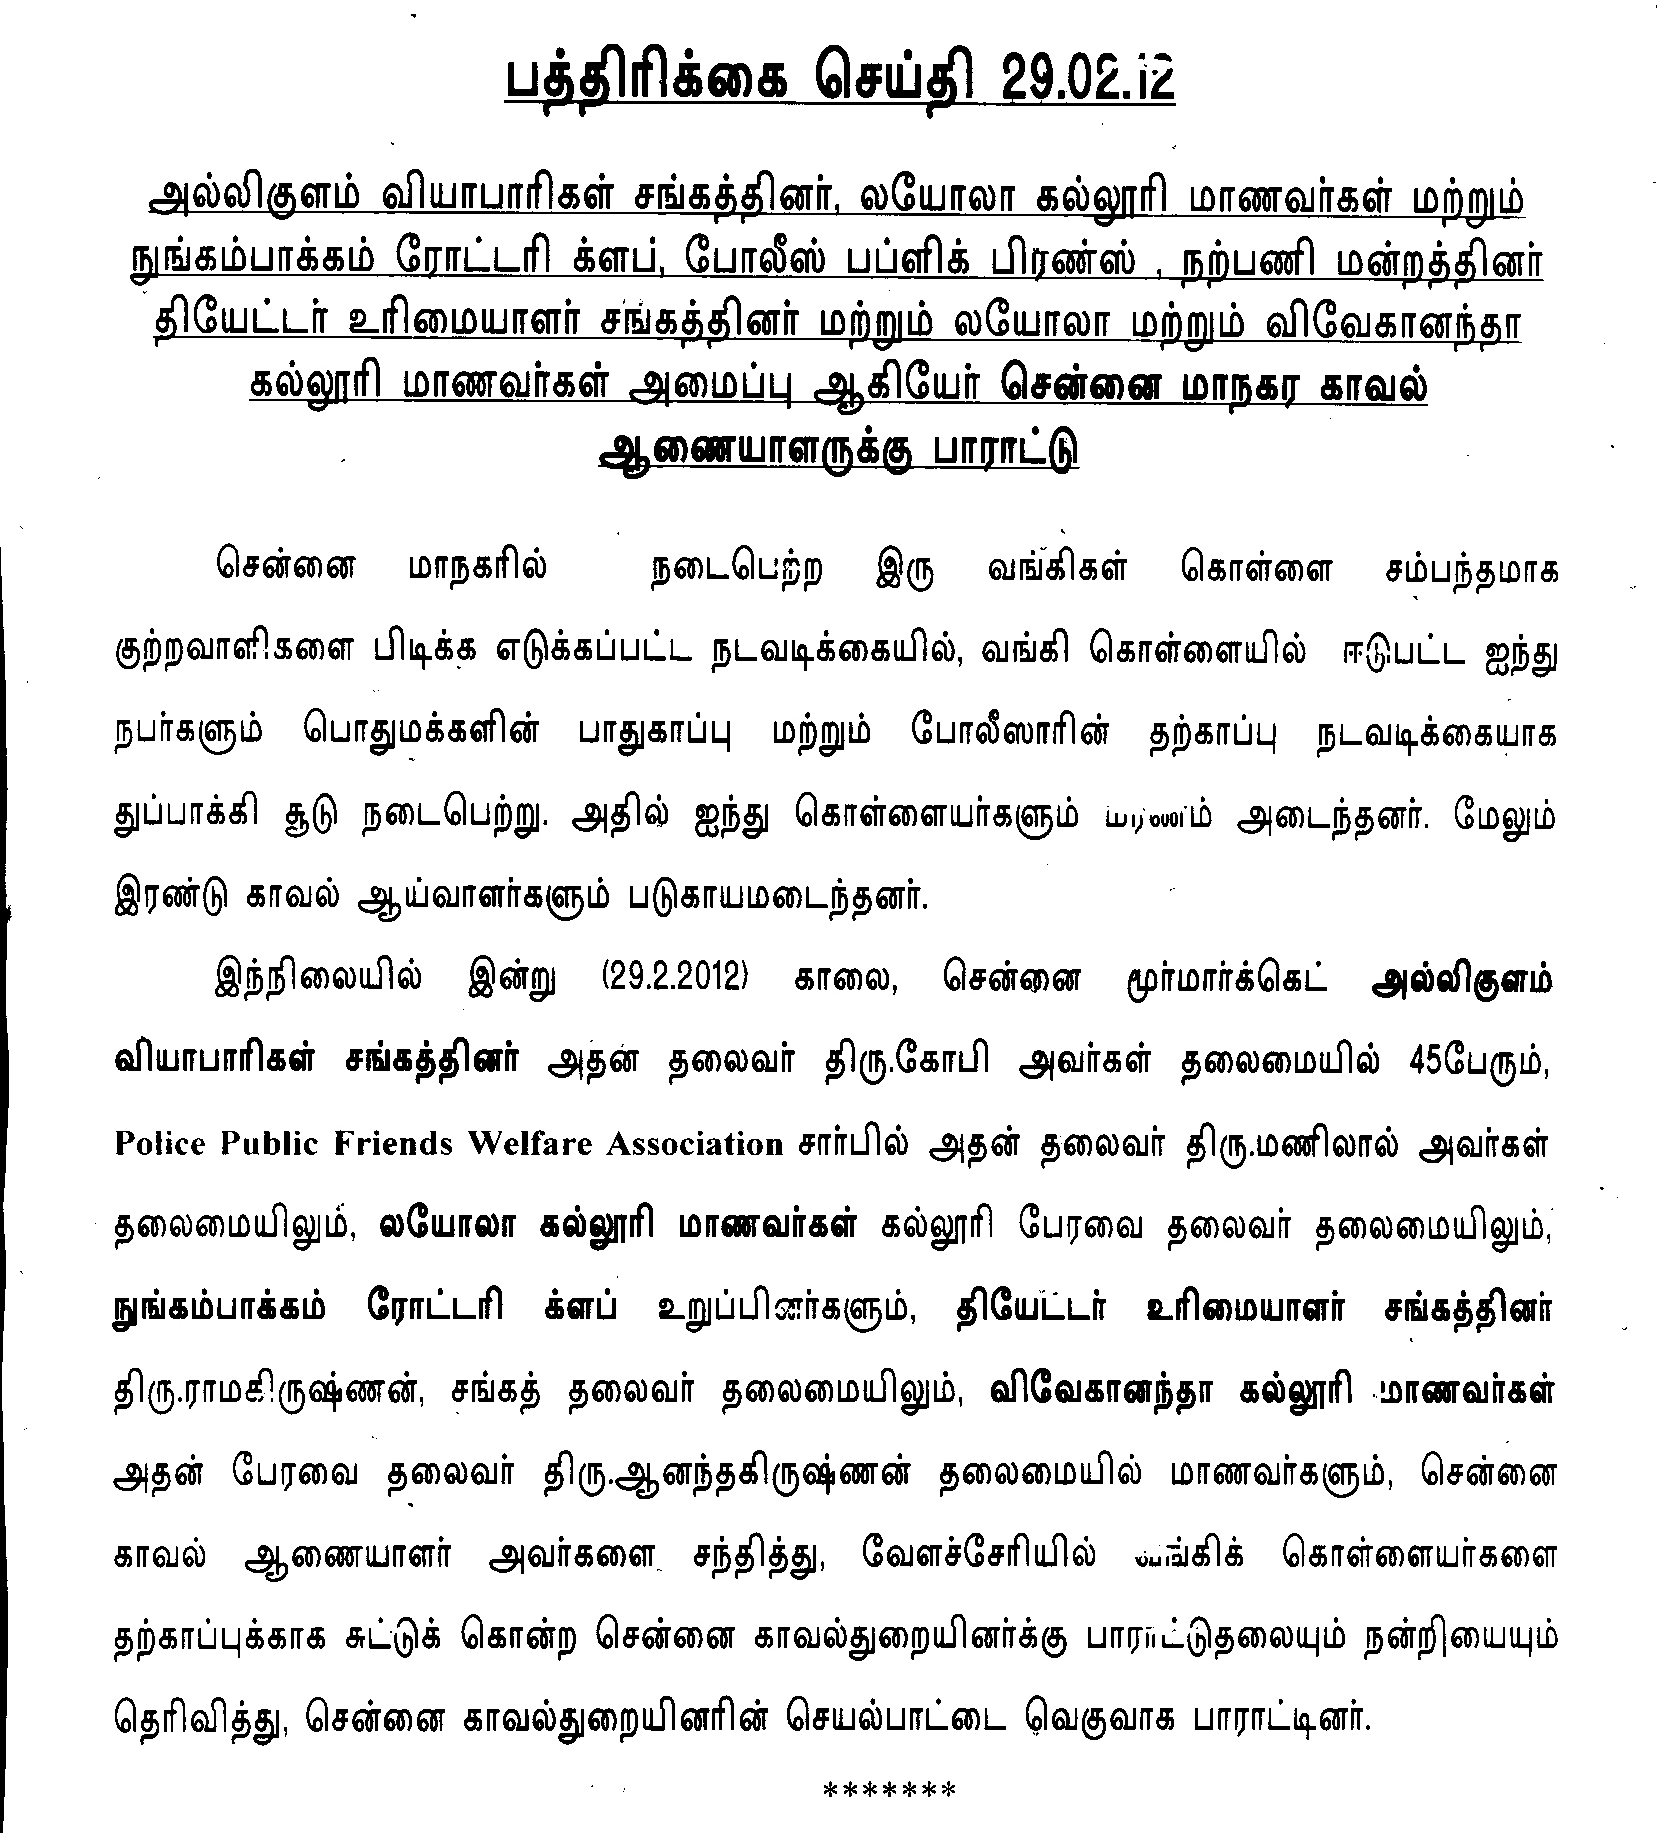 பத்திரிக்கை செய்தி 29.02.12
அல்லிகுளம் வியாபாரிகள் சங்கத்தினர், லயோலா கல்லூரி மாணவர்கள் மற்றும்
நுங்கம்பாக்கம் ரோட்டரி க்ளப், போலீஸ் பப்ளிக் பிரண்ஸ் , நற்பணி மன்றத்தினர்
தியேட்டர் உரிமையாளர் சங்கத்தினர் மற்றும் லயோலா மற்றும் விவேகானந்தா
கல்லூரி மாணவர்கள் அமைப்பு ஆகியேர் சென்னை மாநகர காவல்
ஆணையாளருக்கு பாராட்டு
சென்னை மாநகரில் நடைபெற்ற இரு வங்கிகள் கொள்ளை சம்பந்தமாக
குற்றவாளிகளை பிடிக்க எடுக்கப்பட்ட நடவடிக்கையில், வங்கி கொள்ளையில் ஈடுபட்ட ஐந்து
நபர்களும் பொதுமக்களின் பாதுகாப்பு மற்றும் போலீஸாரின் தற்காப்பு நடவடிக்கையாக
துப்பாக்கி சூடு நடைபெற்று. அதில் ஐந்து கொள்ளையர்களும் மரணம் அடைந்தனர். மேலும்
இரண்டு காவல் ஆய்வாளர்களும் படுகாயமடைந்தனர்.
இந்நிலையில் இன்று (29.2.2012) காலை, சென்னை மூர்மார்க்கெட் அல்லிகுளம்
வியாபாரிகள் சங்கத்தினர் அதன் தலைவர் திரு.கோபி அவர்கள் தலைமையில் 45பேரும்,
Police Public Friends Welfare Association சார்பில் அதன் தலைவர் திரு.மணிலால் அவர்கள்
தலைமையிலும், லயோலா கல்லூரி மாணவர்கள் கல்லூரி பேரவை தலைவர் தலைமையிலும்,
நுங்கம்பாக்கம் ரோட்டரி க்ளப் உறுப்பினர்களும், தியேட்டர் உரிமையாளர் சங்கத்தினர்
திரு.ராமகிருஷ்ணன், சங்கத் தலைவர் தலைமையிலும், விவேகானந்தா கல்லூரி மாணவர்கள்
அதன் பேரவை தலைவர் திரு.ஆனந்தகிருஷ்ணன் தலைமையில் மாணவர்களும், சென்னை
காவல் ஆணையாளர் அவர்களை சந்தித்து, வேளச்சேரியில் வங்கிக் கொள்ளையர்களை
தற்காப்புக்காக சுட்டுக் கொன்ற சென்னை காவல்துறையினர்க்கு பாராட்டுதலையும் நன்றியையும்
தெரிவித்து, சென்னை காவல்துறையினரின் செயல்பாட்டை வெகுவாக பாராட்டினர்.
*******